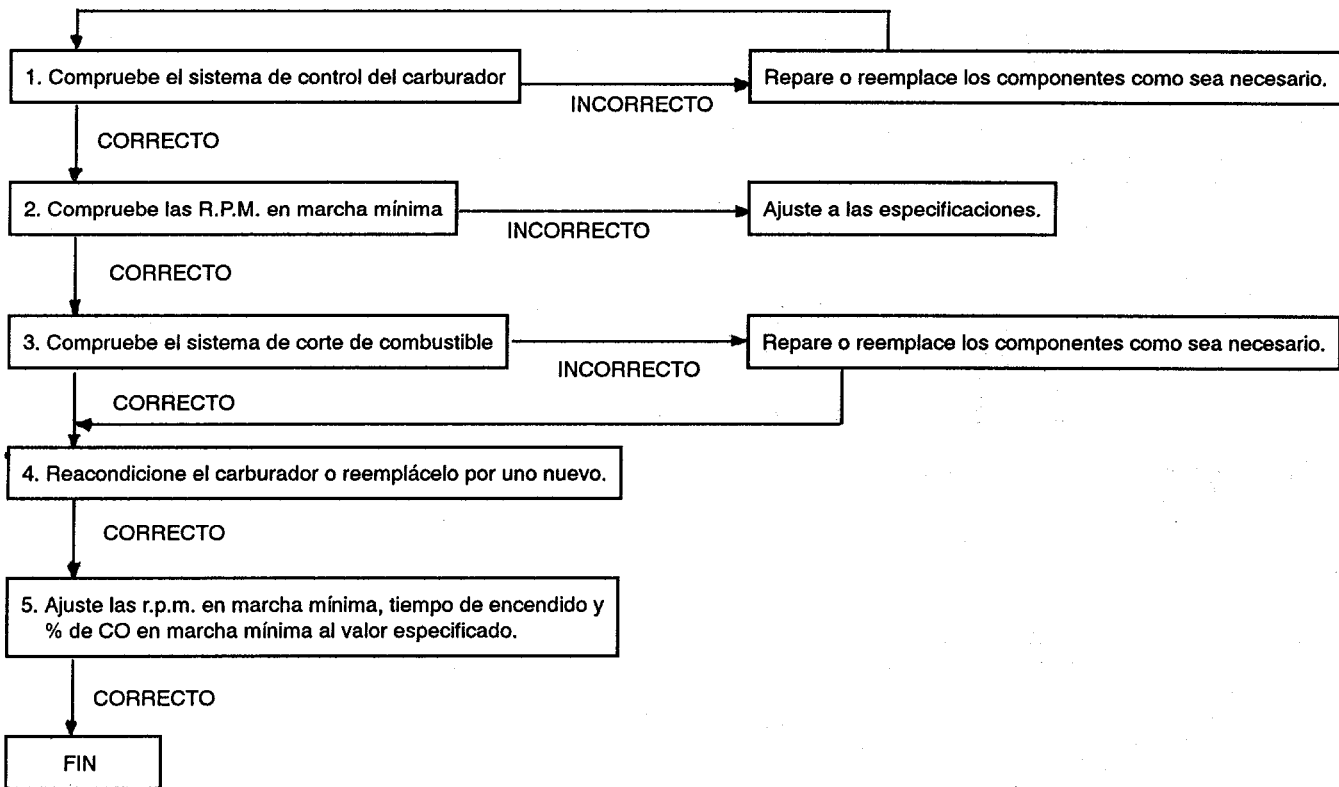 1. Compruebe el sistema de control del carburador
INCORRECTO
Repare o reemplace los componentes como sea necesario.
CORRECTO
2. Compruebe las R.P.M. en marcha mínima
INCORRECTO
Ajuste a las especificaciones.
CORRECTO
3. Compruebe el sistema de corte de combustible
INCORRECTO
Repare o reemplace los componentes como sea necesario.
CORRECTO
4. Reacondicione el carburador o reemplácelo por uno nuevo.
CORRECTO
5. Ajuste las r.p.m. en marcha mínima, tiempo de encendido y
% de CO en marcha mínima al valor especificado.
CORRECTO
FIN